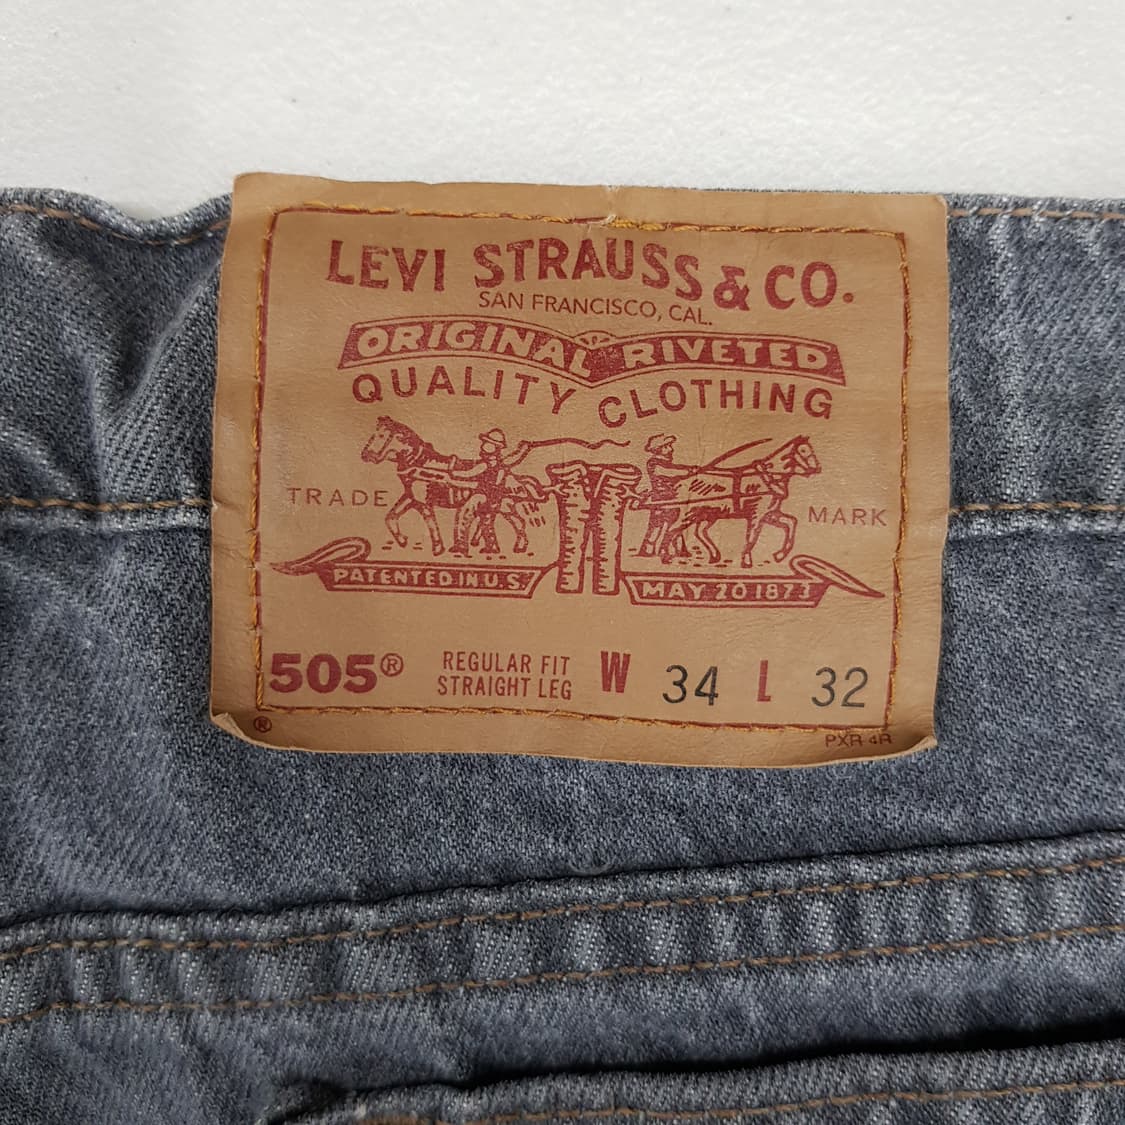 LEVI STRAUSS & CO.
SAN FRANCISCO, CAL.
ORIGINAL RIVETED
QUALITY CLOTHING
TRADE MARK
PATENTED IN U.S. MAY 20 1873
505® REGULAR FIT W 34 L 32
STRAIGHT LEG
® PXR 4R